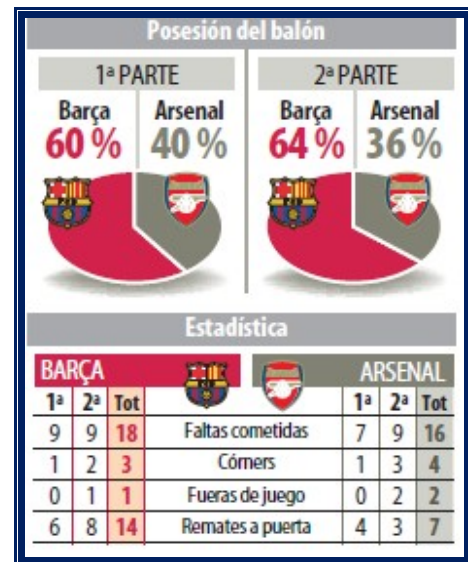 Posesión del balón
1ª PARTE 2ª PARTE
Barça Arsenal Barça Arsenal
60 % 40 % 64 % 36 %
Estadística
BARÇA ARSENAL
1ª 2ª Tot 1ª 2ª Tot
9 9 18 Faltas cometidas 7 9 16
1 2 3 Córners 1 3 4
0 1 1 Fueras de juego 0 2 2
6 8 14 Remates a puerta 4 3 7